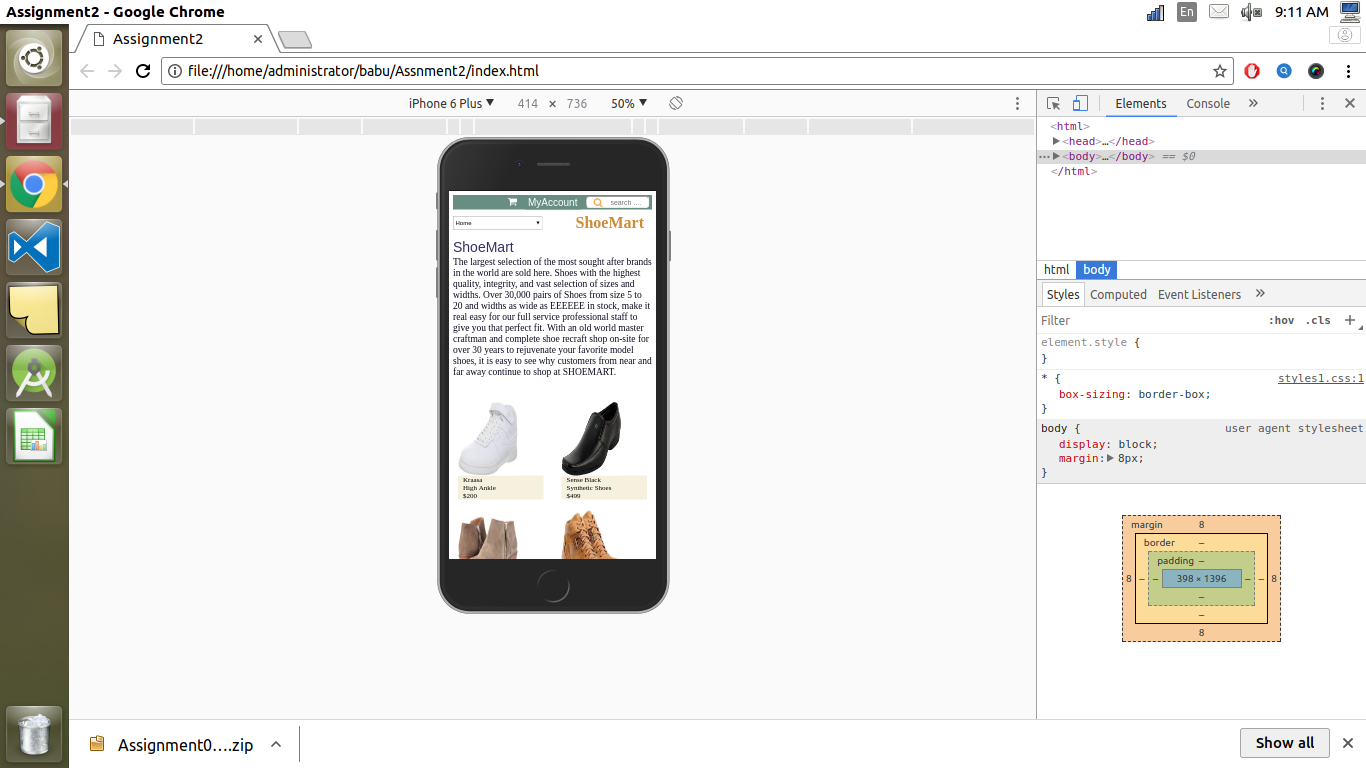 Assignment2 - Google Chrome
En
9:11 AM
Assignment2
file:///home/administrator/babu/Assnment2/index.html
iPhone 6 Plus ▼ 414 × 736 50% ▼
MyAccount search ....
Home
ShoeMart
ShoeMart
The largest selection of the most sought after brands
in the world are sold here. Shoes with the highest
quality, integrity, and vast selection of sizes and
widths. Over 30,000 pairs of Shoes from size 5 to
20 and widths as wide as EEEEEE in stock, make it
real easy for our full service professional staff to
give you that perfect fit. With an old world master
craftman and complete shoe recraft shop on-site for
over 30 years to rejuvenate your favorite model
shoes, it is easy to see why customers from near and
far away continue to shop at SHOEMART.
Kraasa
High Ankle
$200
Sense Black
Synthetic Shoes
$499
Elements Console »
<html>
▶<head>…</head>
…▶<body>…</body> == $0
</html>
html body
Styles Computed Event Listeners »
Filter :hov .cls +
element.style {
}
* { styles1.css:1
box-sizing: border-box;
}
body { user agent stylesheet
display: block;
margin:▶ 8px;
}
margin 8
border –
padding –
8 – – 398 × 1396 – – 8
–
–
8
Assignment0....zip
Show all